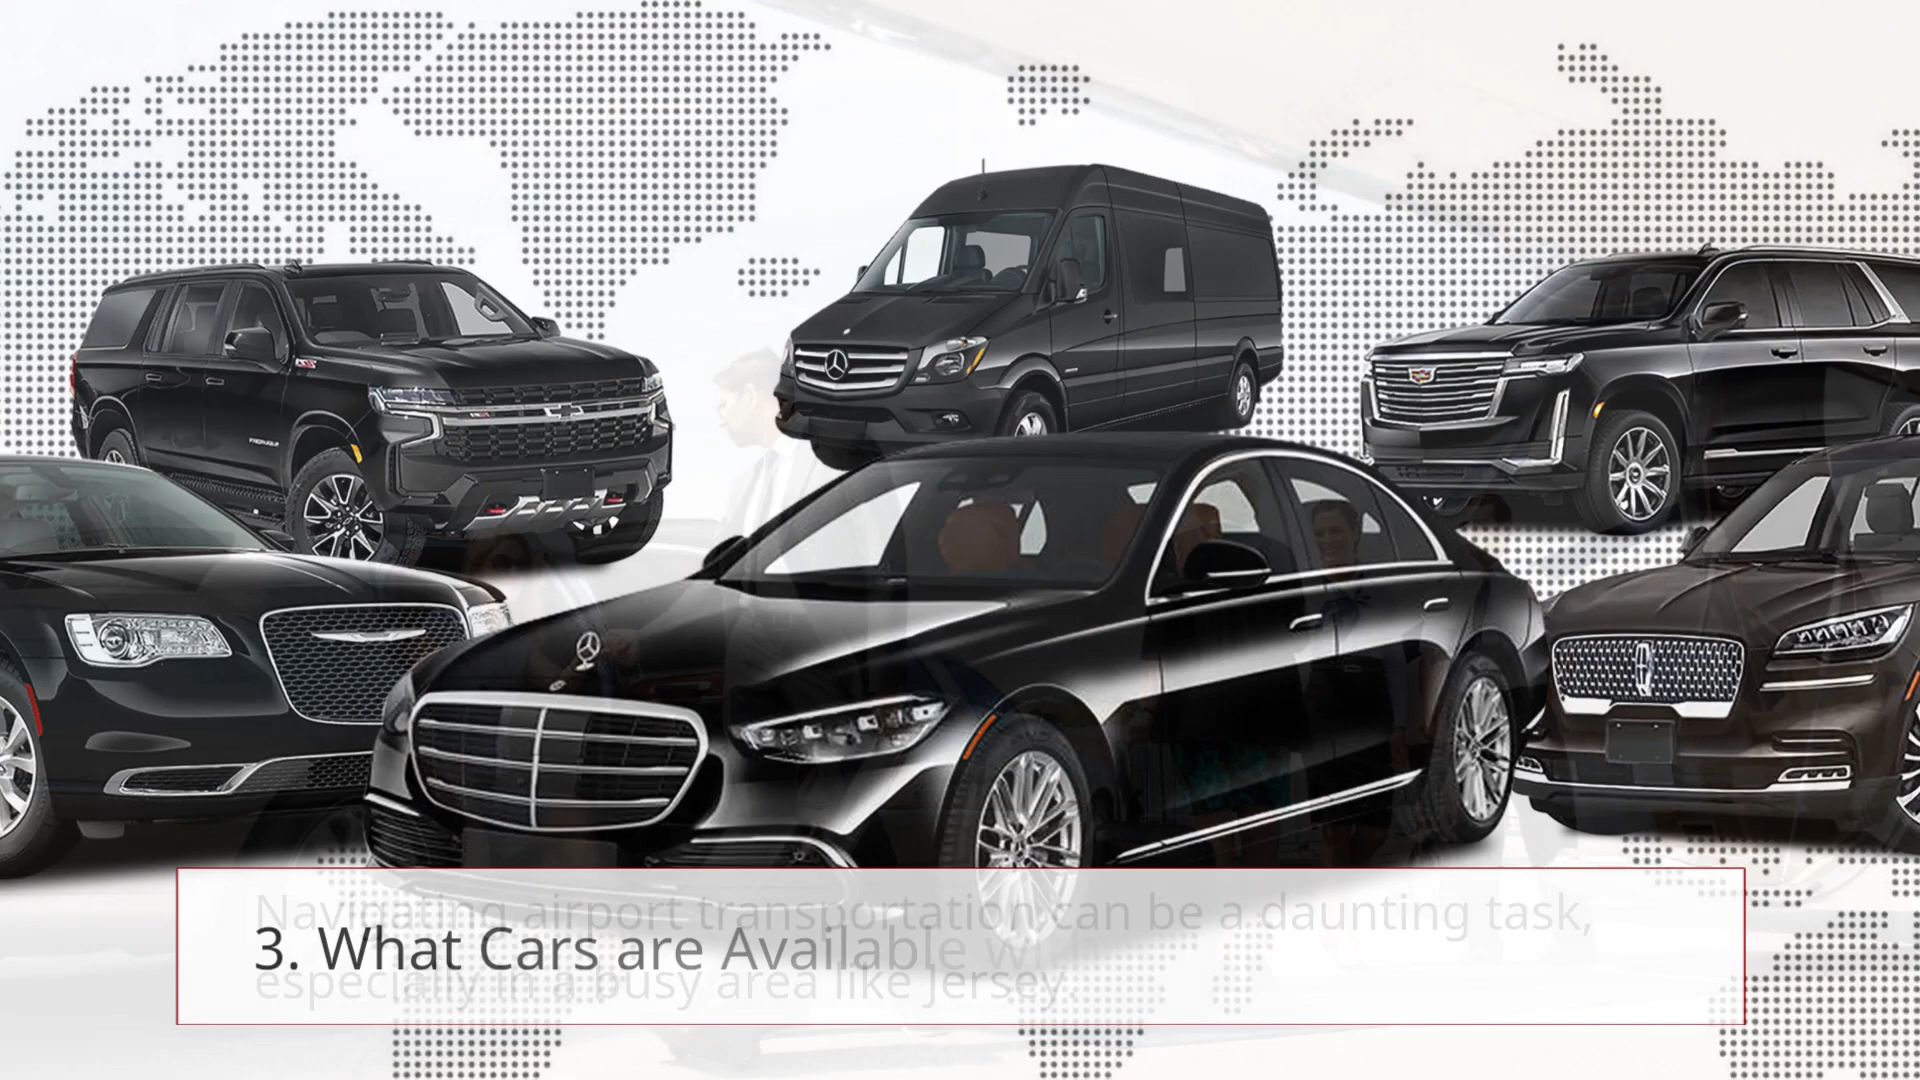 Navigating airport transportation can be a daunting task,
3. What Cars are Available w
especially in a busy area like Jersey.